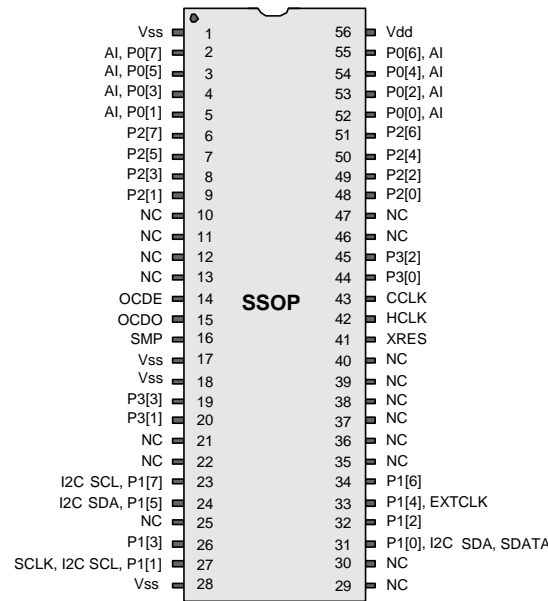 Vss 1 56 Vdd
AI, P0[7] 2 55 P0[6], AI
AI, P0[5] 3 54 P0[4], AI
AI, P0[3] 4 53 P0[2], AI
AI, P0[1] 5 52 P0[0], AI
P2[7] 6 51 P2[6]
P2[5] 7 50 P2[4]
P2[3] 8 49 P2[2]
P2[1] 9 48 P2[0]
NC 10 47 NC
NC 11 46 NC
NC 12 45 P3[2]
NC 13 44 P3[0]
OCDE 14 SSOP 43 CCLK
OCDO 15 42 HCLK
SMP 16 41 XRES
Vss 17 40 NC
Vss 18 39 NC
P3[3] 19 38 NC
P3[1] 20 37 NC
NC 21 36 NC
NC 22 35 NC
I2C SCL, P1[7] 23 34 P1[6]
I2C SDA, P1[5] 24 33 P1[4], EXTCLK
NC 25 32 P1[2]
P1[3] 26 31 P1[0], I2C SDA, SDATA
SCLK, I2C SCL, P1[1] 27 30 NC
Vss 28 29 NC